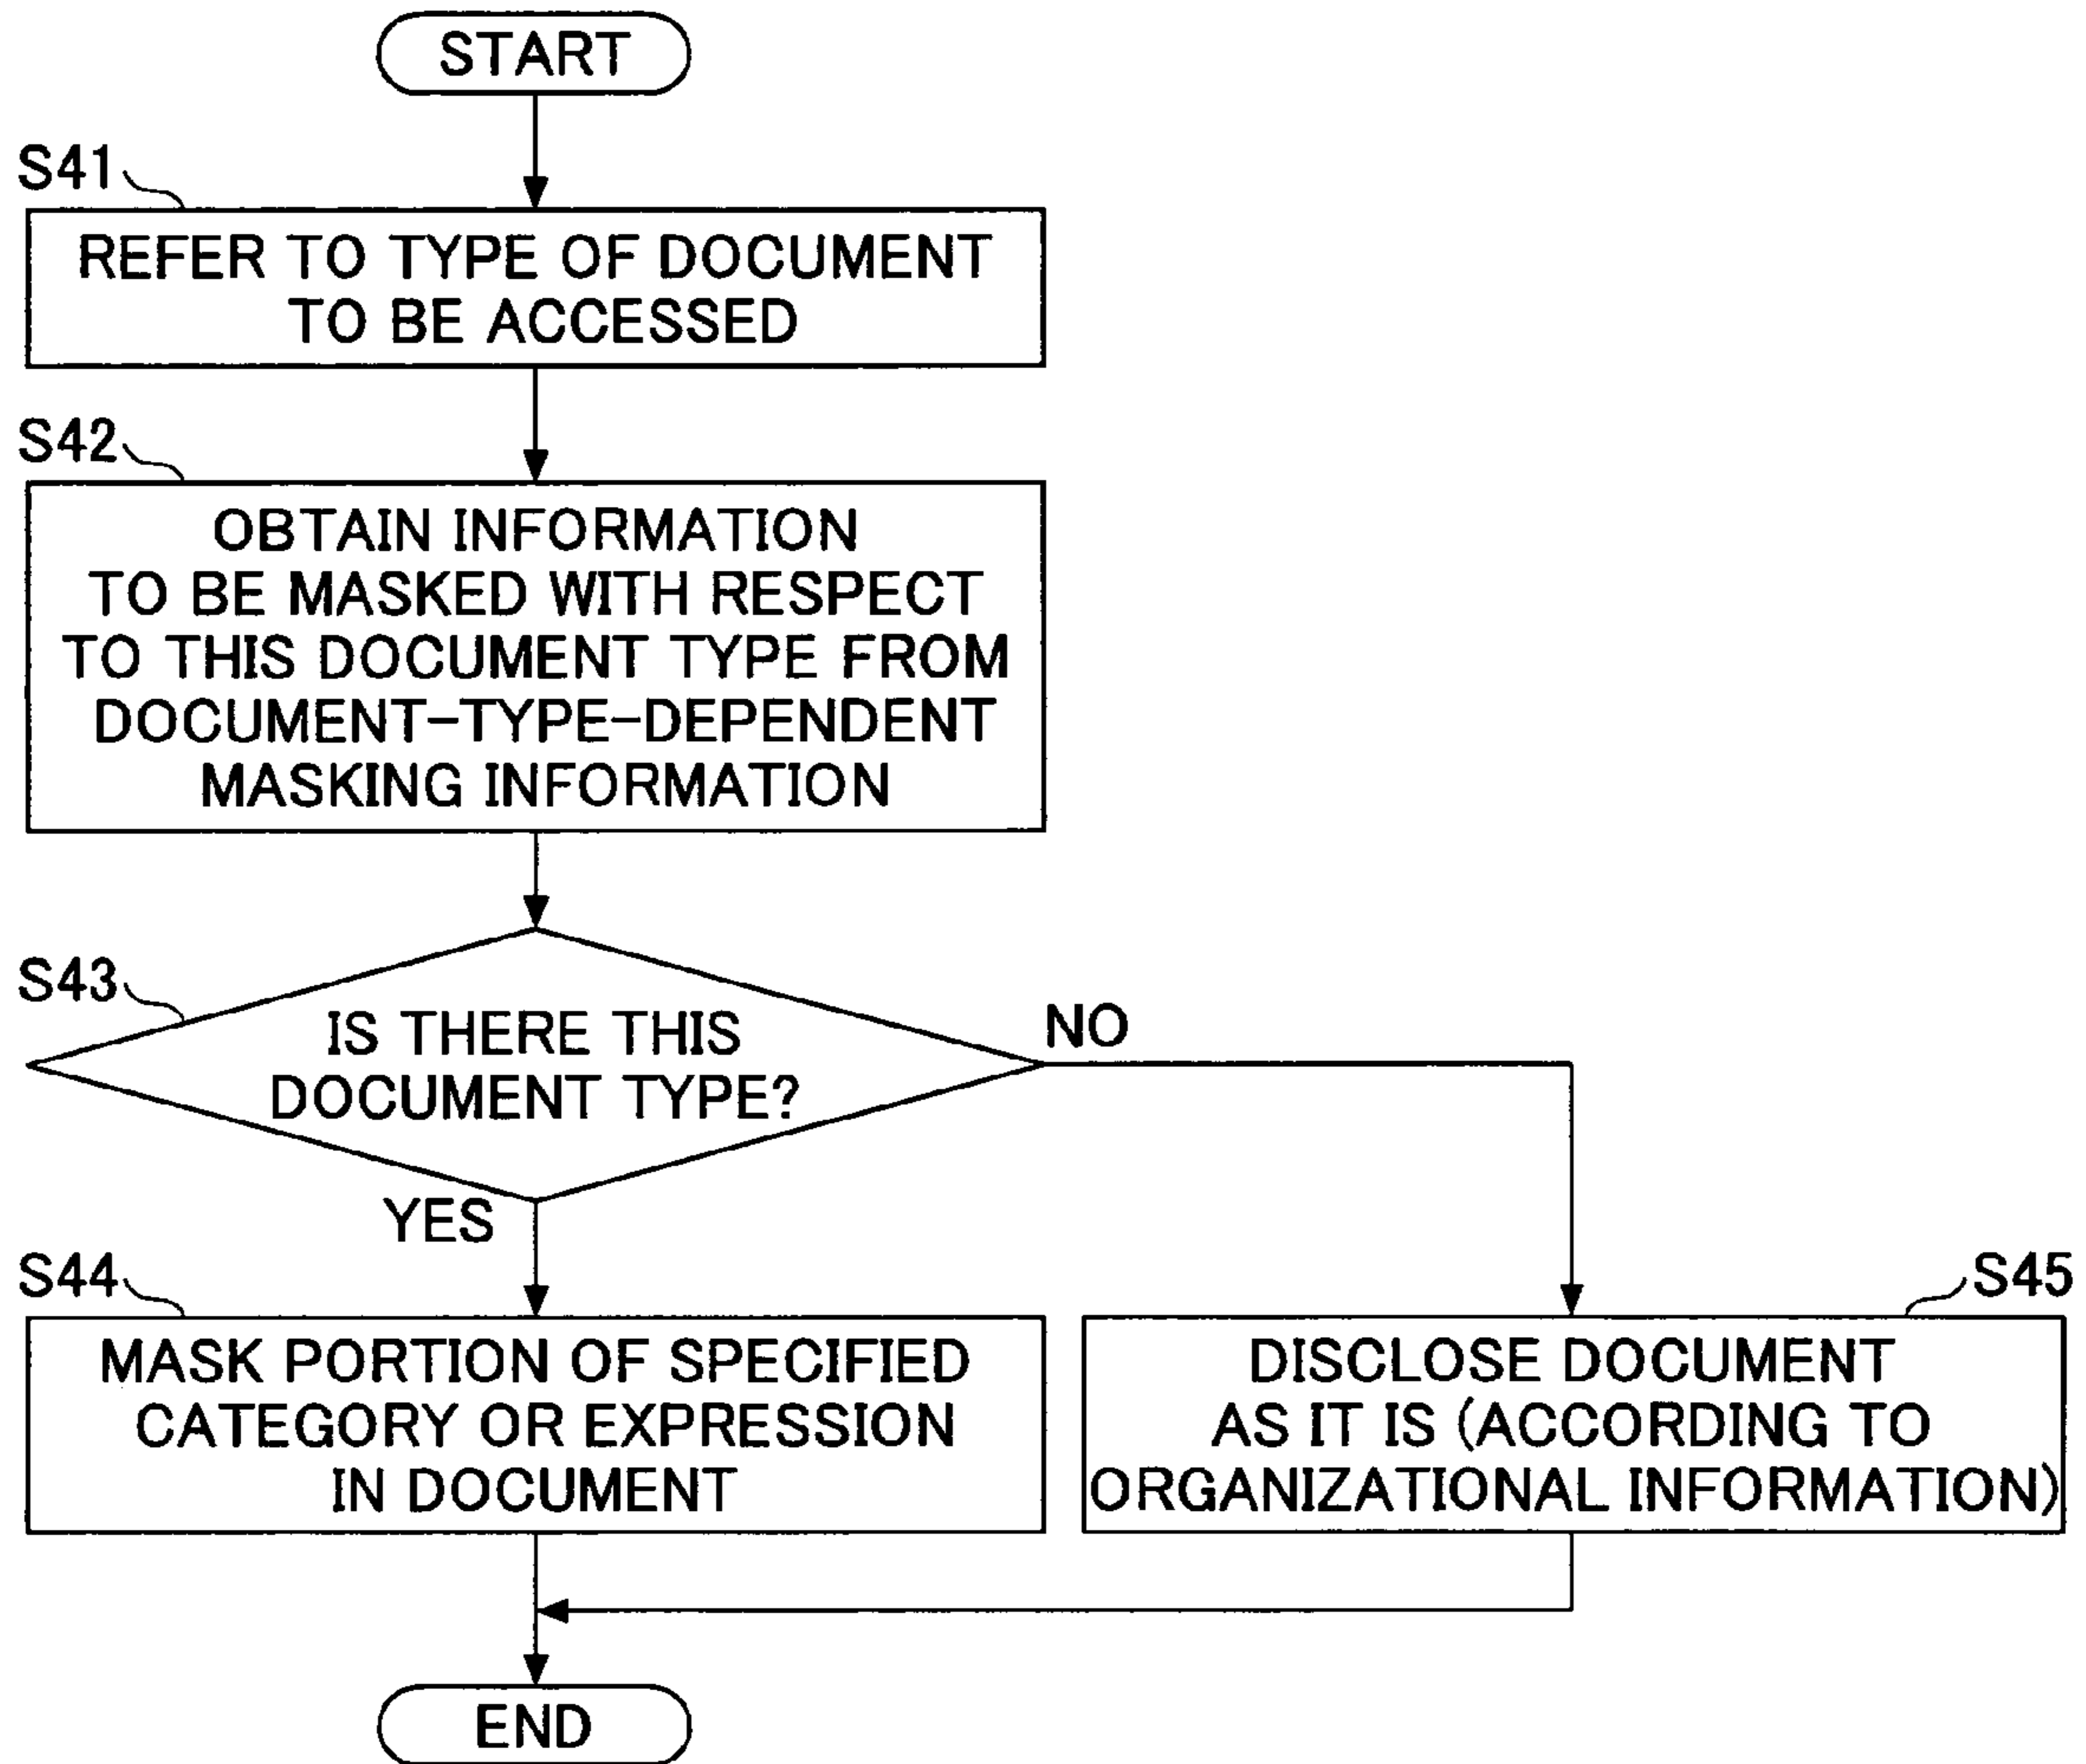 START
S41
REFER TO TYPE OF DOCUMENT
TO BE ACCESSED
S42
OBTAIN INFORMATION
TO BE MASKED WITH RESPECT
TO THIS DOCUMENT TYPE FROM
DOCUMENT-TYPE-DEPENDENT
MASKING INFORMATION
S43
IS THERE THIS
DOCUMENT TYPE?
NO
YES
S44
MASK PORTION OF SPECIFIED
CATEGORY OR EXPRESSION
IN DOCUMENT
S45
DISCLOSE DOCUMENT
AS IT IS (ACCORDING TO
ORGANIZATIONAL INFORMATION)
END